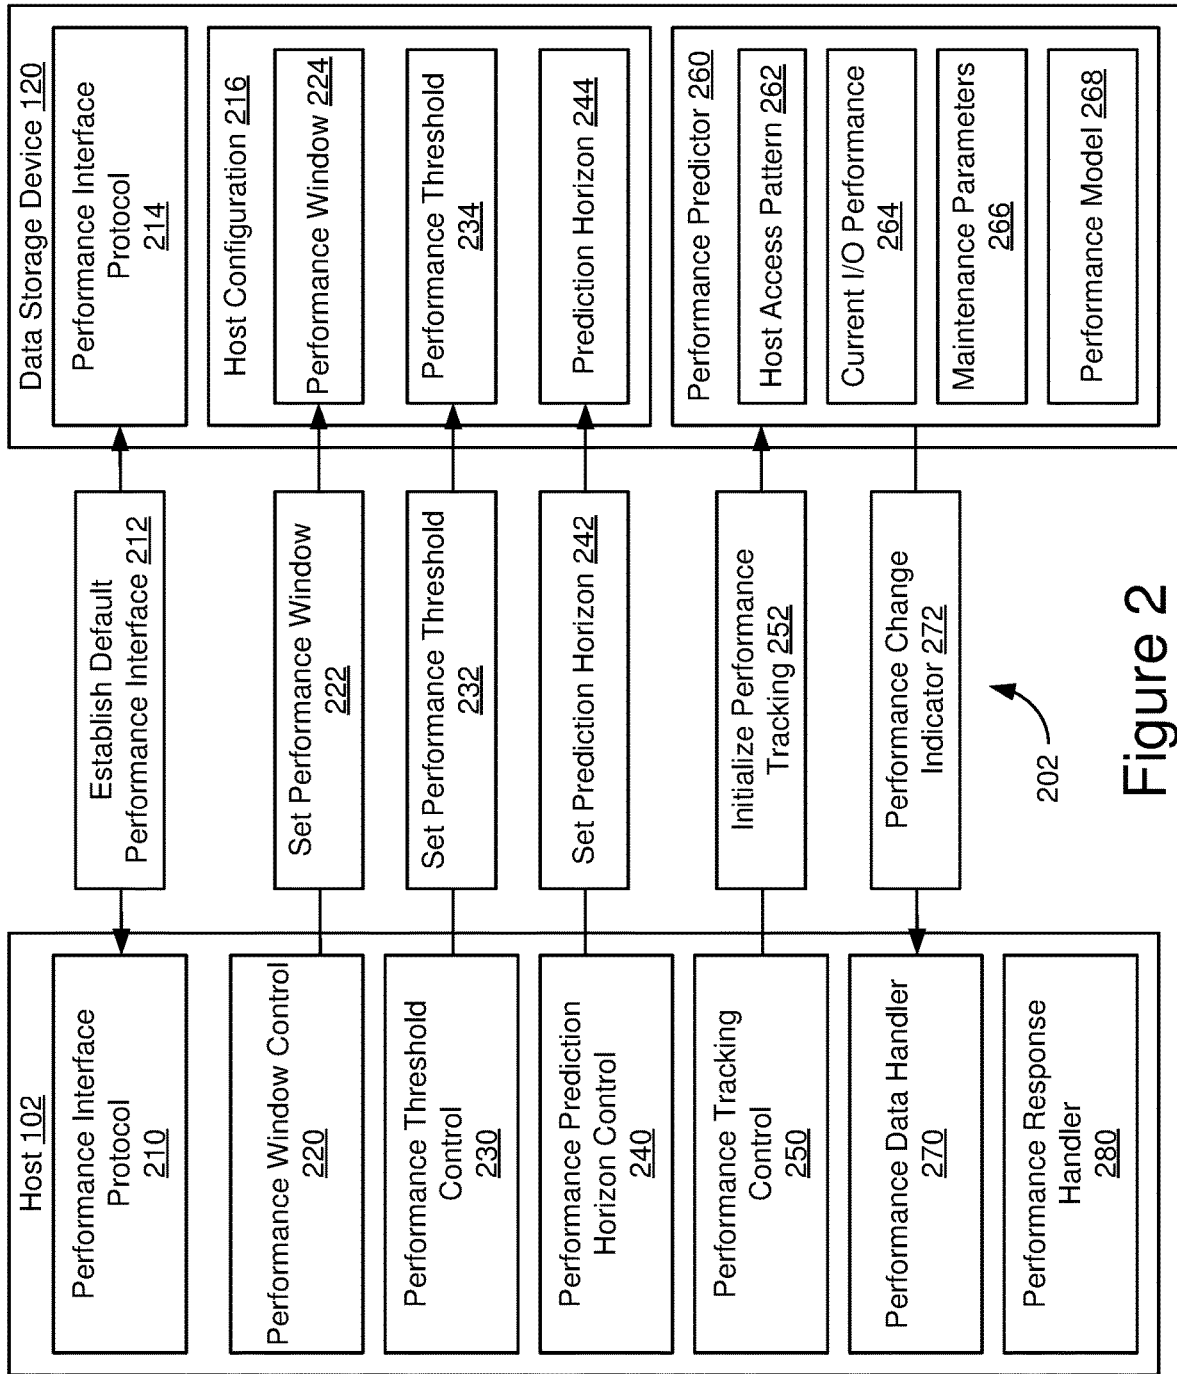 Host 102
Performance Interface
Protocol
210
Performance Window Control
220
Performance Threshold
Control
230
Performance Prediction
Horizon Control
240
Performance Tracking
Control
250
Performance Data Handler
270
Performance Response
Handler
280
Establish Default
Performance Interface 212
Set Performance Window
222
Set Performance Threshold
232
Set Prediction Horizon 242
Initialize Performance
Tracking 252
Performance Change
Indicator 272
202
Data Storage Device 120
Performance Interface
Protocol
214
Host Configuration 216
Performance Window 224
Performance Threshold
234
Prediction Horizon 244
Performance Predictor 260
Host Access Pattern 262
Current I/O Performance
264
Maintenance Parameters
266
Performance Model 268
Figure 2